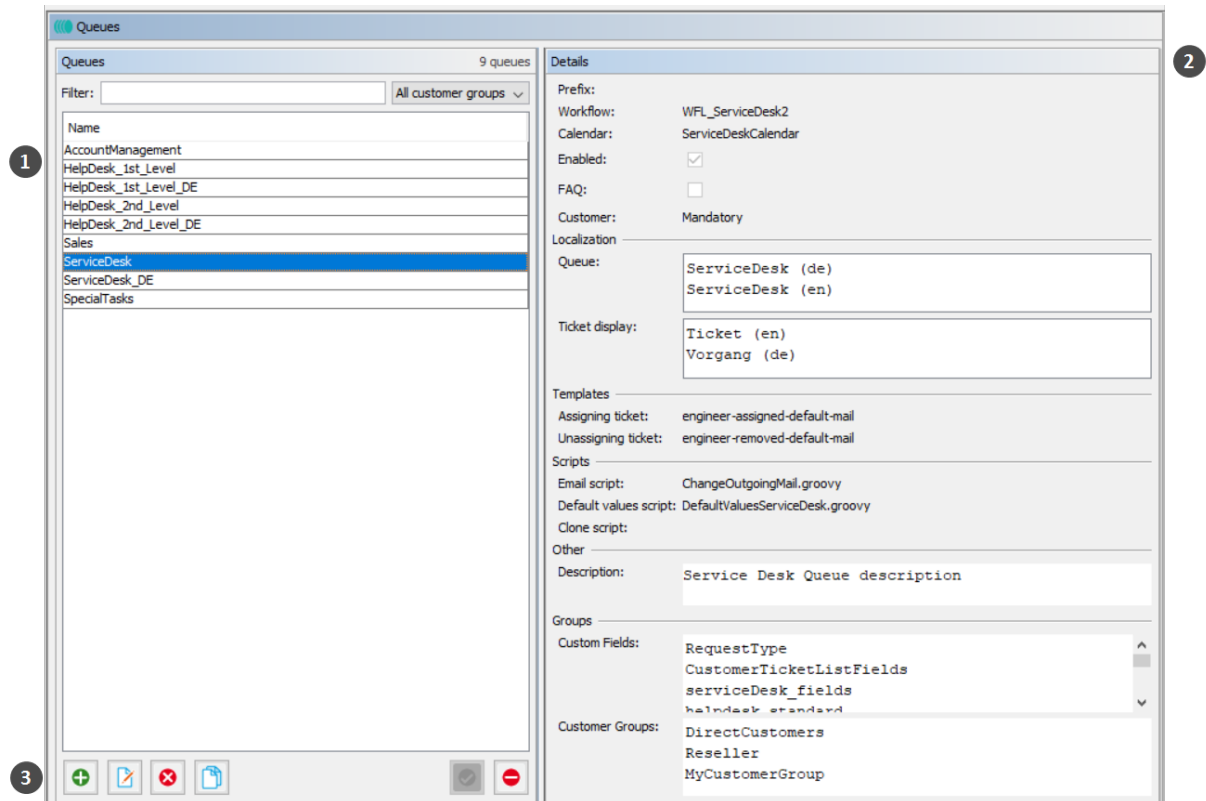 Queues
Queues 9 queues
Filter: All customer groups
Name
1
AccountManagement
HelpDesk_1st_Level
HelpDesk_1st_Level_DE
HelpDesk_2nd_Level
HelpDesk_2nd_Level_DE
Sales
ServiceDesk
ServiceDesk_DE
SpecialTasks
3
Details
2
Prefix:
Workflow: WFL_ServiceDesk2
Calendar: ServiceDeskCalendar
Enabled:
FAQ:
Customer: Mandatory
Localization
Queue: ServiceDesk (de)
ServiceDesk (en)
Ticket display: Ticket (en)
Vorgang (de)
Templates
Assigning ticket: engineer-assigned-default-mail
Unassigning ticket: engineer-removed-default-mail
Scripts
Email script: ChangeOutgoingMail.groovy
Default values script: DefaultValuesServiceDesk.groovy
Clone script:
Other
Description: Service Desk Queue description
Groups
Custom Fields: RequestType
CustomerTicketListFields
serviceDesk_fields
helpdesk_standard
Customer Groups: DirectCustomers
Reseller
MyCustomerGroup